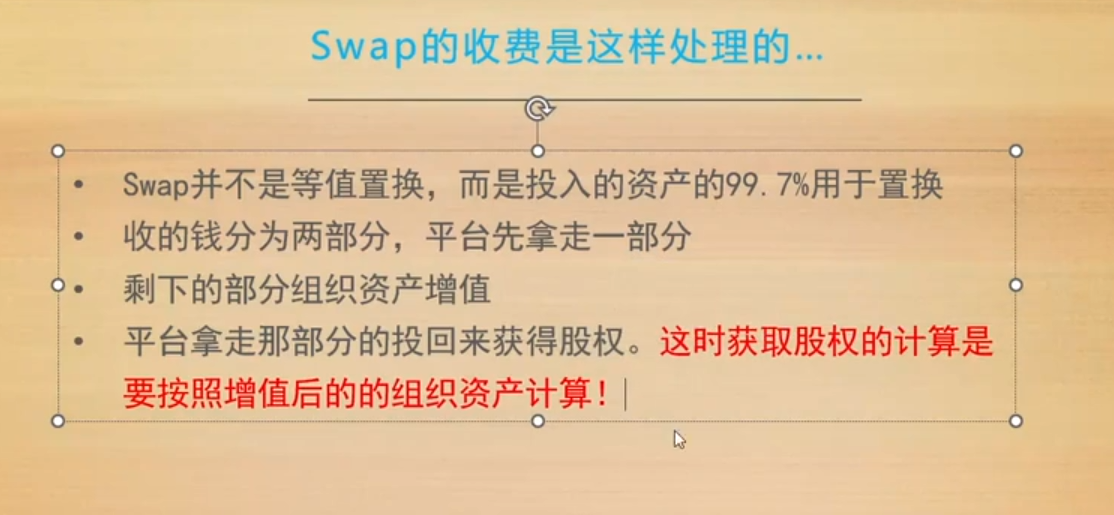 Swap的收费是这样处理的...
• Swap并不是等值置换，而是投入的资产的99.7%用于置换
• 收的钱分为两部分，平台先拿走一部分
• 剩下的部分组织资产增值
• 平台拿走那部分的投回来获得股权。这时获取股权的计算是
要按照增值后的的组织资产计算！